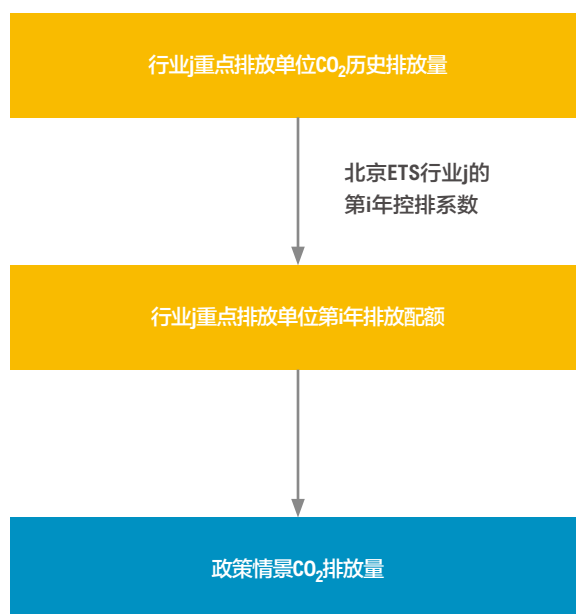 行业j重点排放单位CO₂历史排放量
北京ETS行业j的
第i年控排系数
行业j重点排放单位第i年排放配额
政策情景CO₂排放量